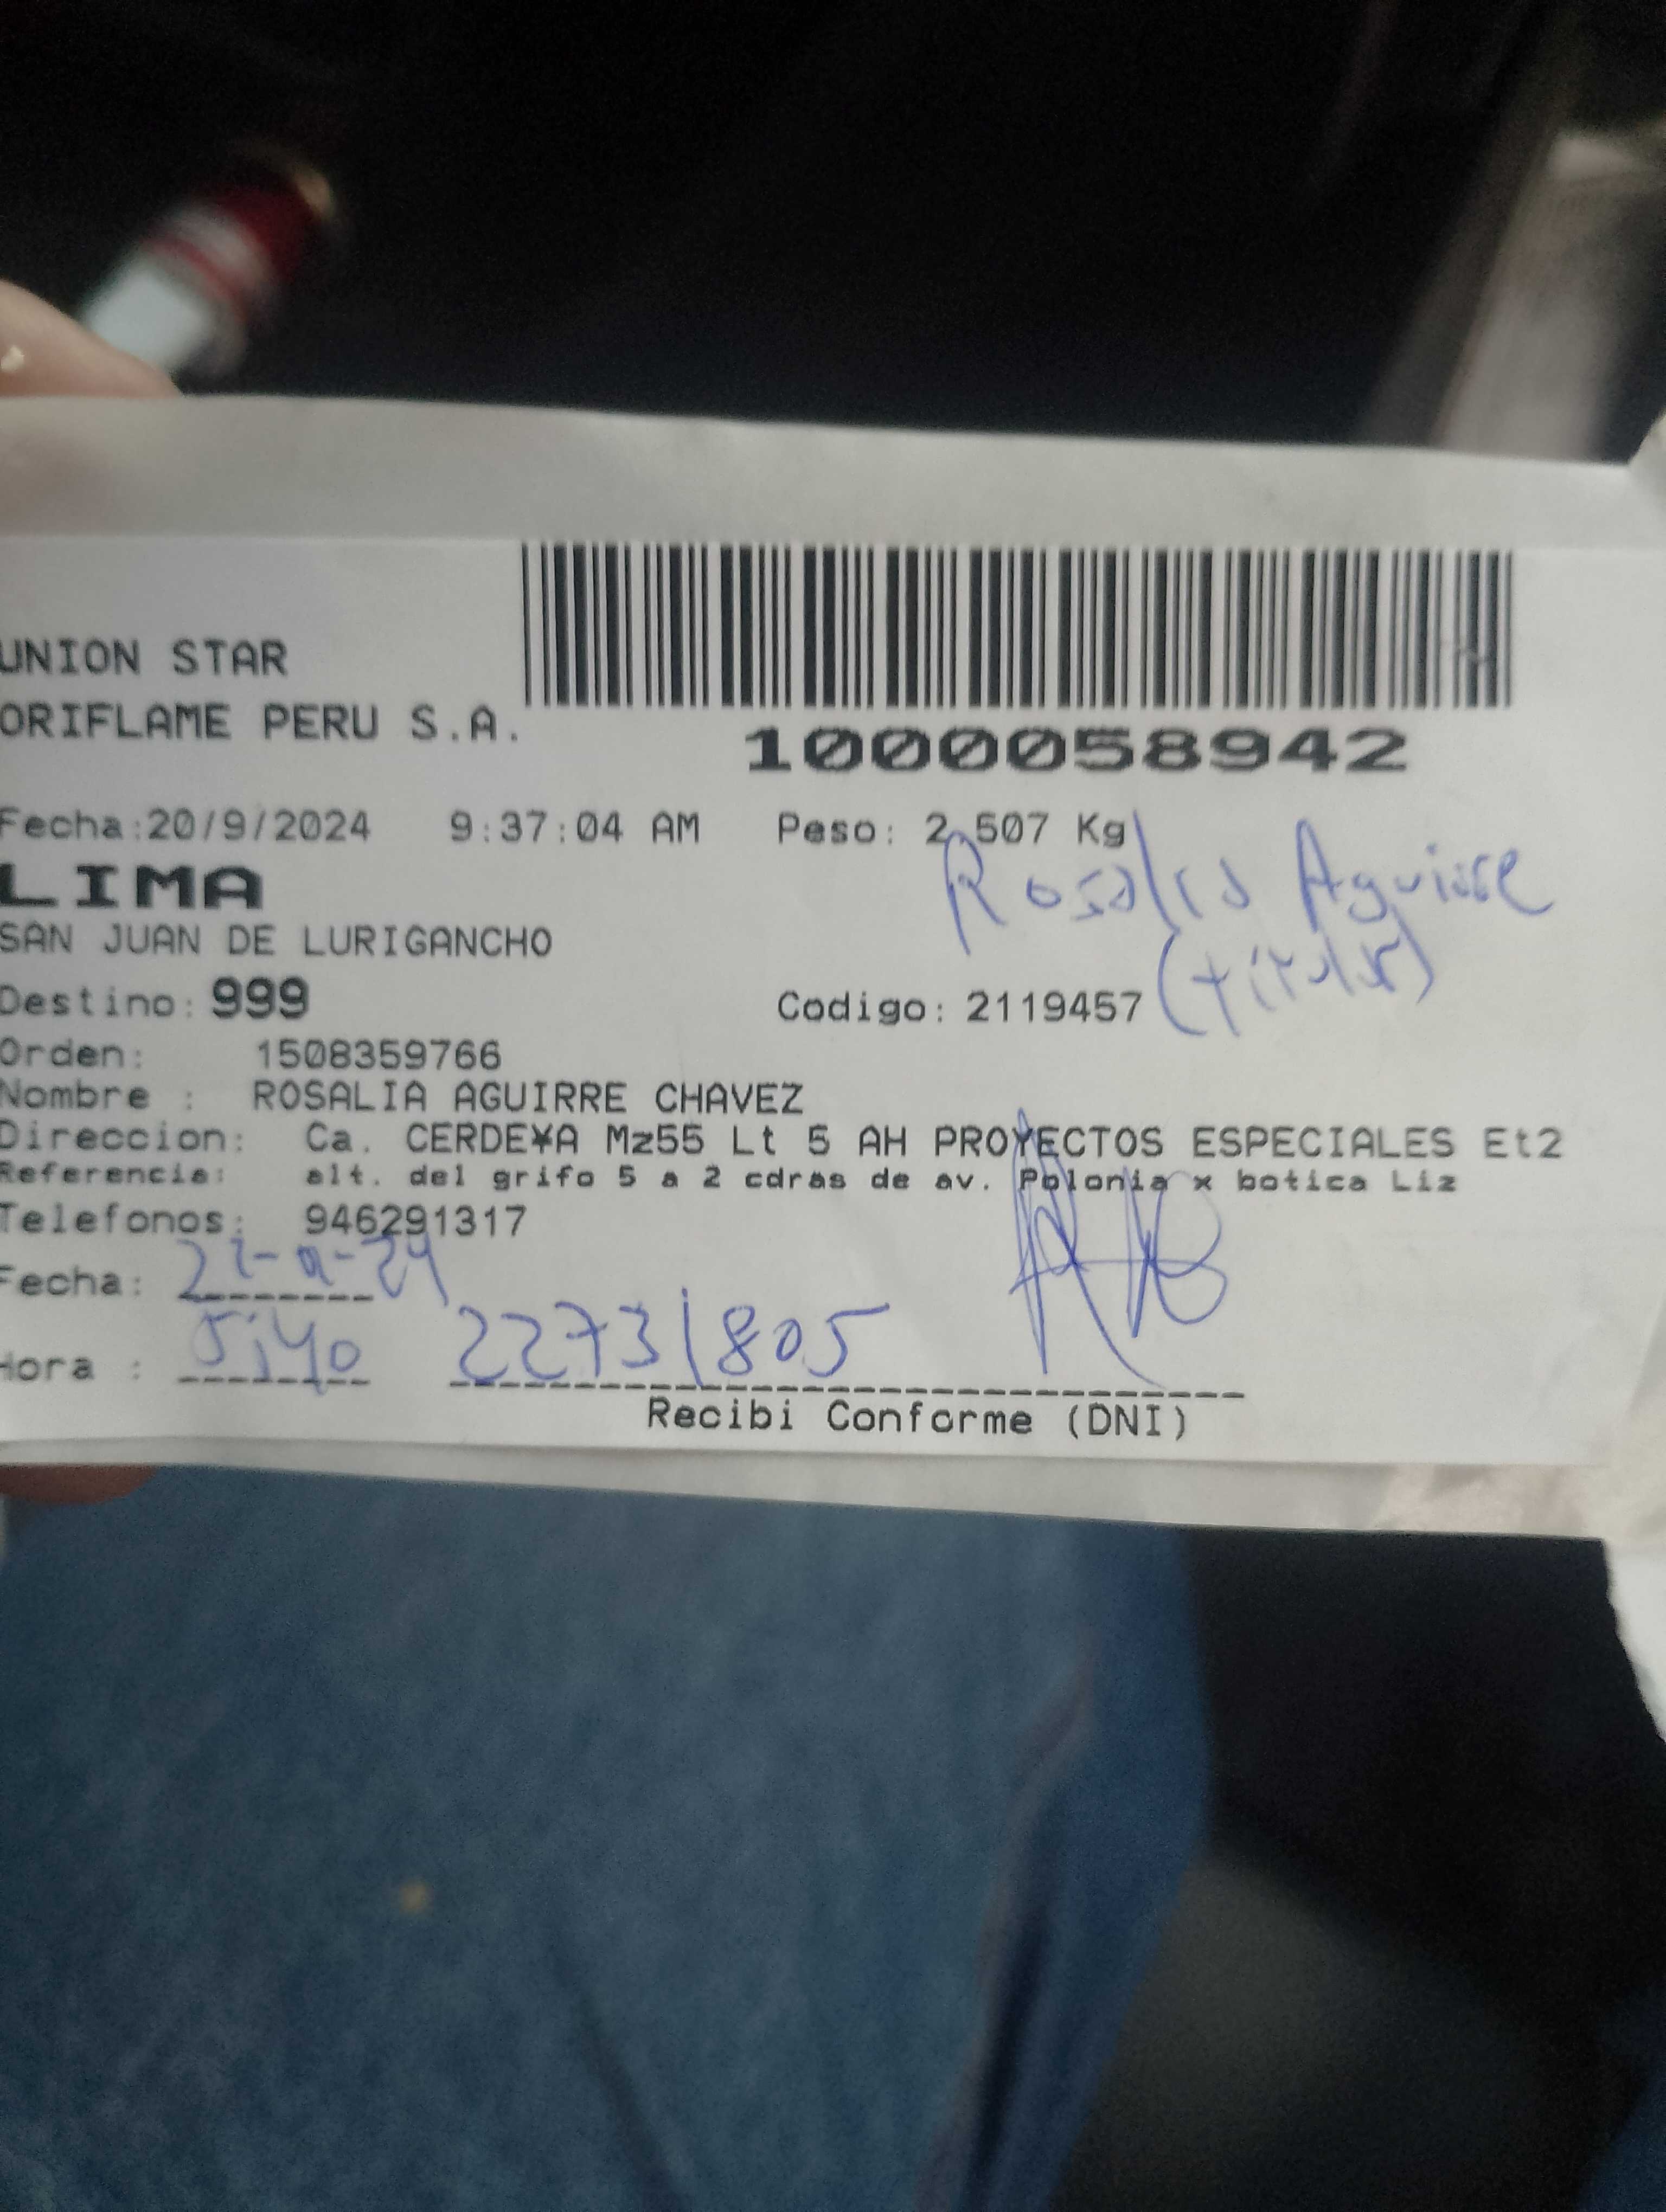 UNION STAR
ORIFLAME PERU S.A.
1000058942
Fecha:20/9/2024 9:37:04 AM Peso: 2,507 Kg
LIMA
Rosalia Aguirre
SAN JUAN DE LURIGANCHO
(titular)
Destino: 999 Codigo: 2119457
Orden: 1508359766
Nombre : ROSALIA AGUIRRE CHAVEZ
Direccion: Ca. CERDE¥A Mz55 Lt 5 AH PROYECTOS ESPECIALES Et2
Referencia: alt. del grifo 5 a 2 cdras de av. Polonia x botica Liz
Telefonos: 946291317
Fecha:
Hora : 5:40 22731805
Recibi Conforme (DNI)